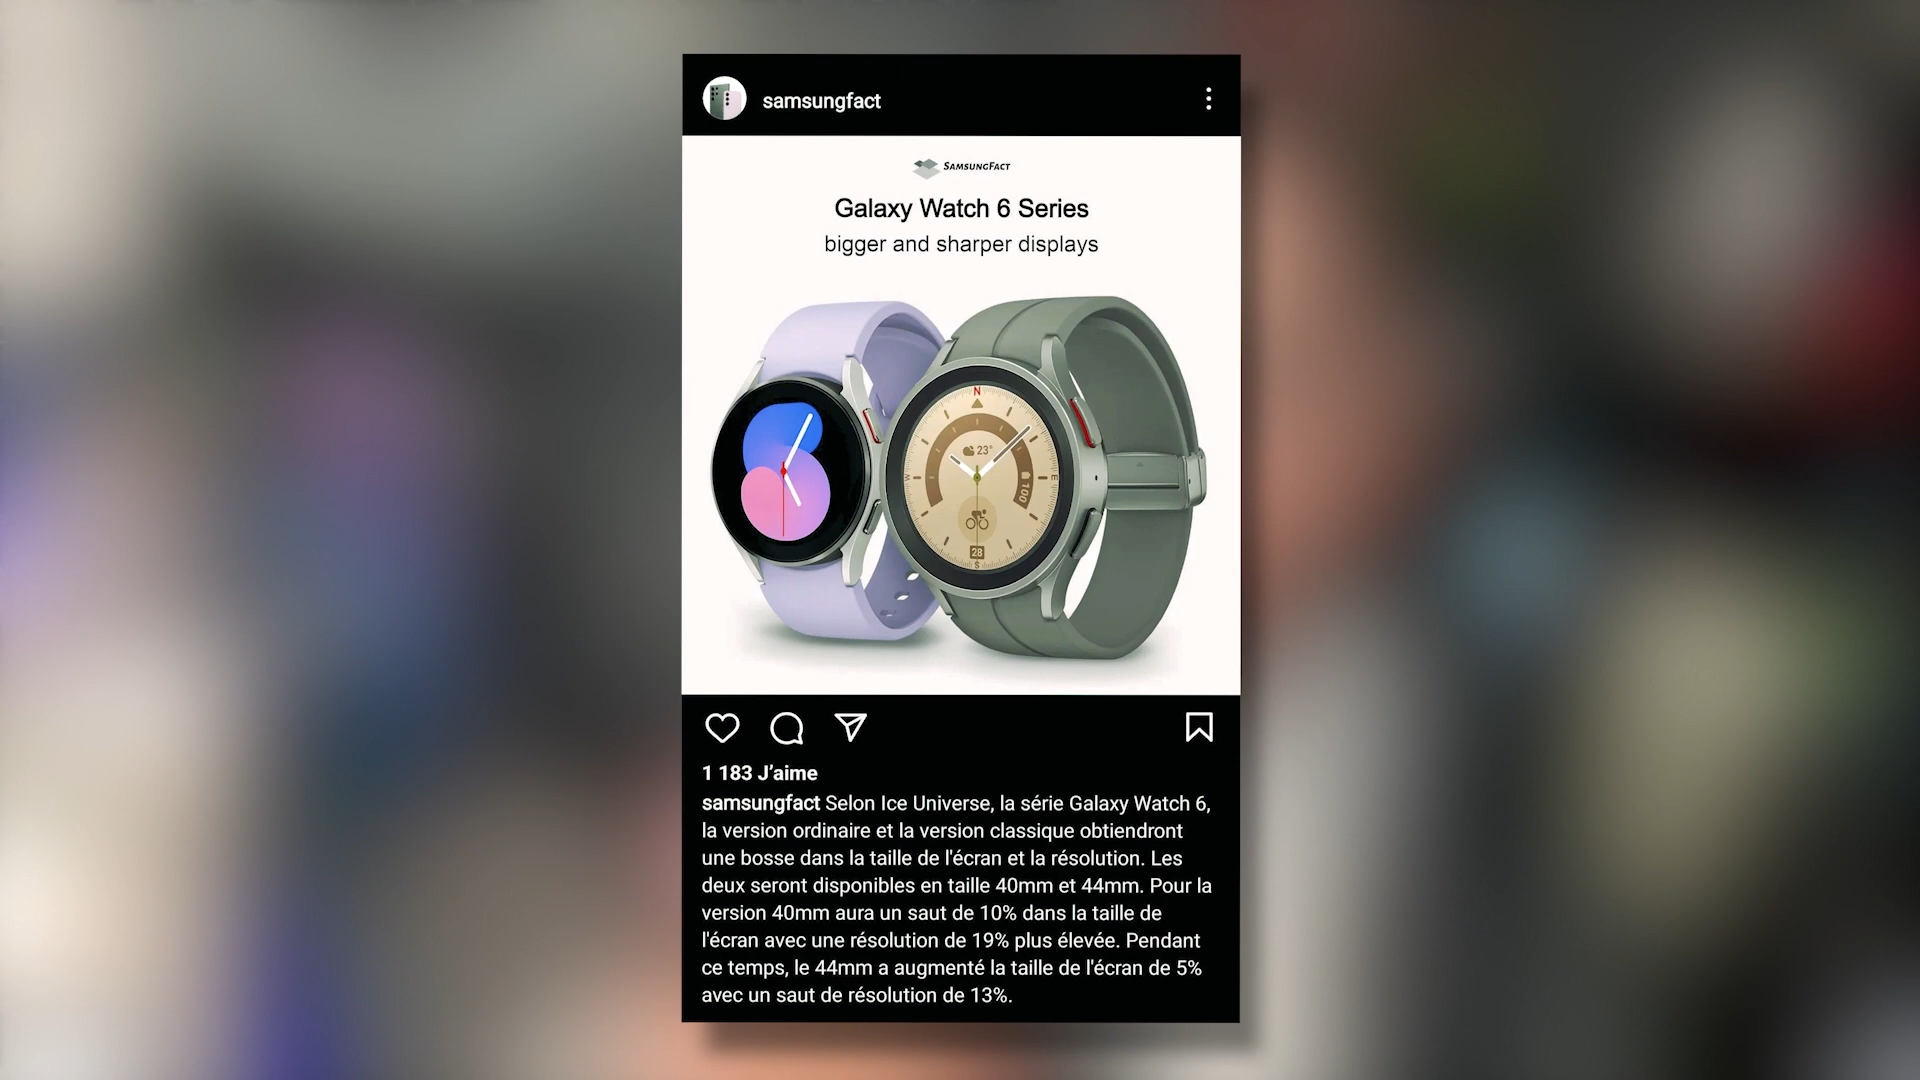 samsungfact
SAMSUNGFACT
Galaxy Watch 6 Series
bigger and sharper displays
N
23°
W
E
100
28
S
1 183 J’aime
samsungfact Selon Ice Universe, la série Galaxy Watch 6,
la version ordinaire et la version classique obtiendront
une bosse dans la taille de l'écran et la résolution. Les
deux seront disponibles en taille 40mm et 44mm. Pour la
version 40mm aura un saut de 10% dans la taille de
l'écran avec une résolution de 19% plus élevée. Pendant
ce temps, le 44mm a augmenté la taille de l'écran de 5%
avec un saut de résolution de 13%.